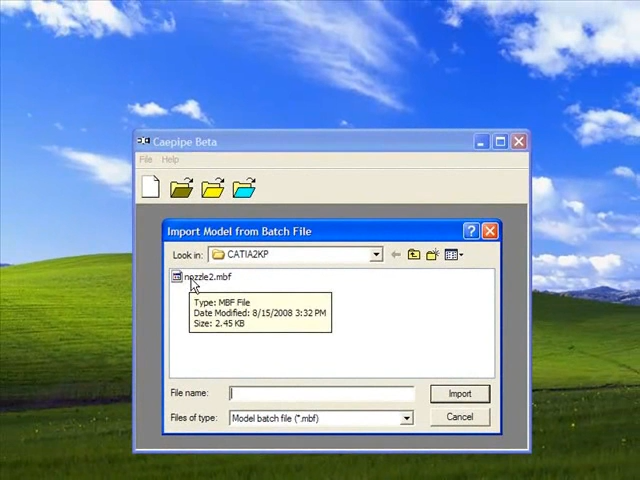 Caepipe Beta
File Help
Import Model from Batch File
Look in: CATIA2KP
nozzle2.mbf
Type: MBF File
Date Modified: 8/15/2008 3:32 PM
Size: 2.45 KB
File name: Import
Files of type: Model batch file (*.mbf) Cancel